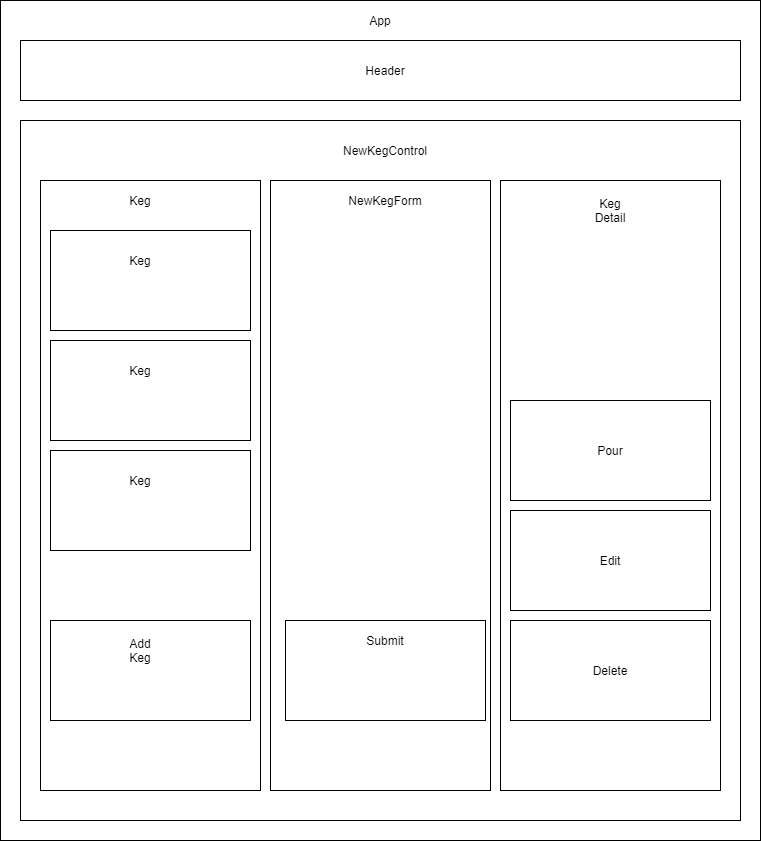 App
Header
NewKegControl
Keg
Keg
Keg
Keg
Add
Keg
NewKegForm
Submit
Keg
Detail
Pour
Edit
Delete